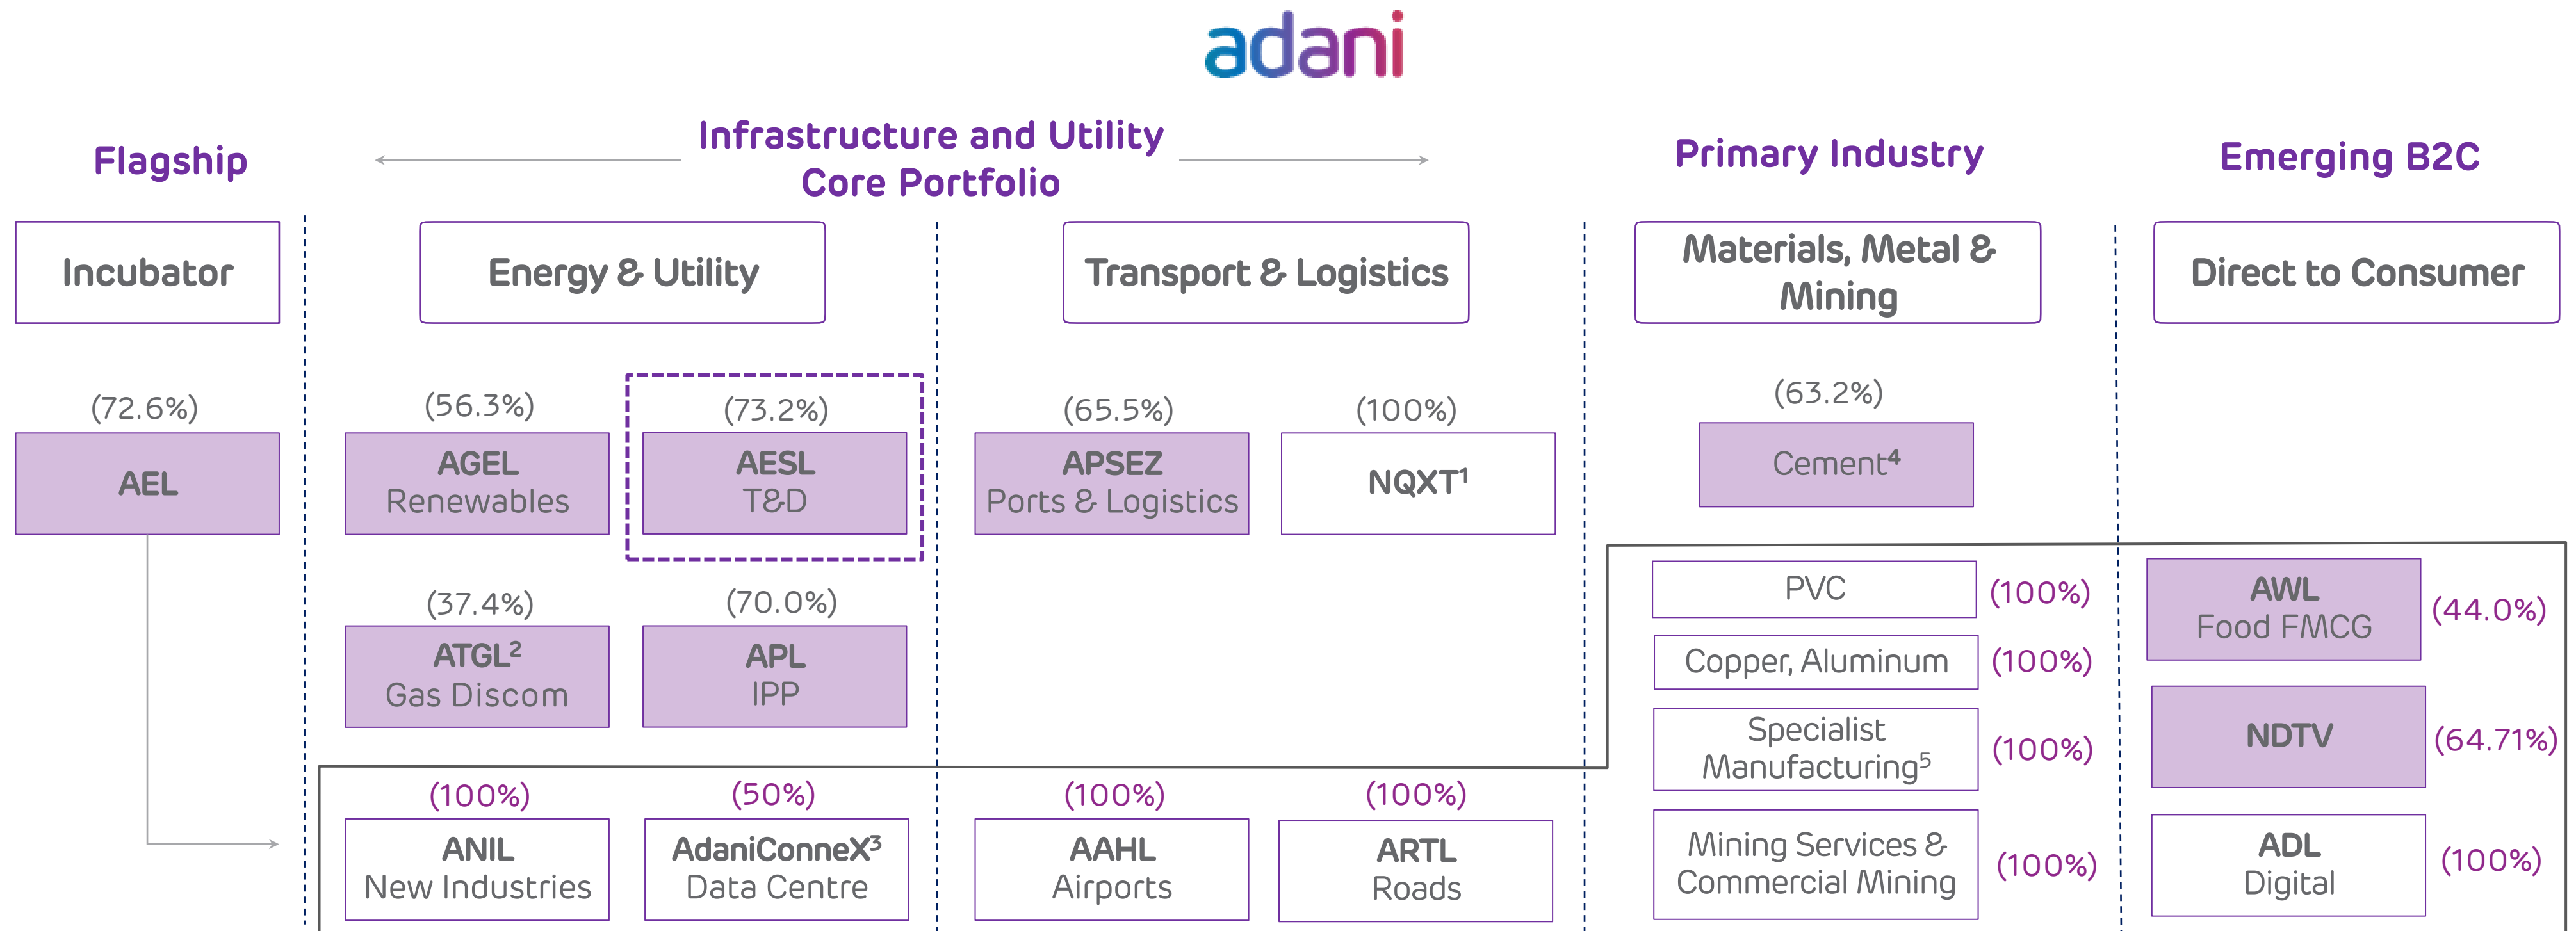 adani
Flagship
Infrastructure and Utility
Core Portfolio
Primary Industry
Emerging B2C
Incubator
Energy & Utility
Transport & Logistics
Materials, Metal &
Mining
Direct to Consumer
(72.6%)
AEL
(56.3%)
AGEL
Renewables
(73.2%)
AESL
T&D
(65.5%)
APSEZ
Ports & Logistics
(100%)
NQXT¹
(63.2%)
Cement⁴
(37.4%)
ATGL²
Gas Discom
(70.0%)
APL
IPP
PVC
(100%)
Copper, Aluminum
(100%)
Specialist
Manufacturing⁵
(100%)
Mining Services &
Commercial Mining
(100%)
AWL
Food FMCG
(44.0%)
NDTV
(64.71%)
ADL
Digital
(100%)
(100%)
ANIL
New Industries
(50%)
AdaniConneX³
Data Centre
(100%)
AAHL
Airports
(100%)
ARTL
Roads